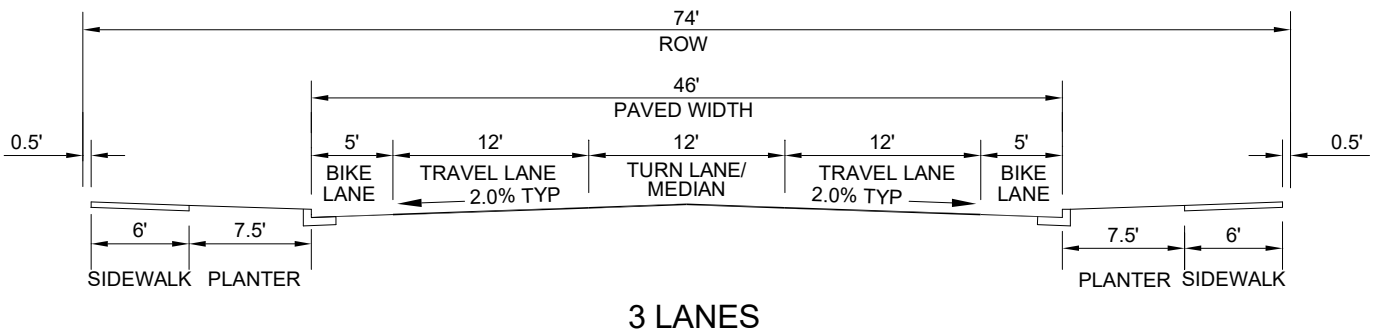 74'
ROW
46'
PAVED WIDTH
0.5' 5' 12' 12' 12' 5' 0.5'
BIKE LANE TRAVEL LANE TURN LANE/ MEDIAN TRAVEL LANE BIKE LANE
2.0% TYP 2.0% TYP
6' 7.5' 7.5' 6'
SIDEWALK PLANTER PLANTER SIDEWALK
3 LANES